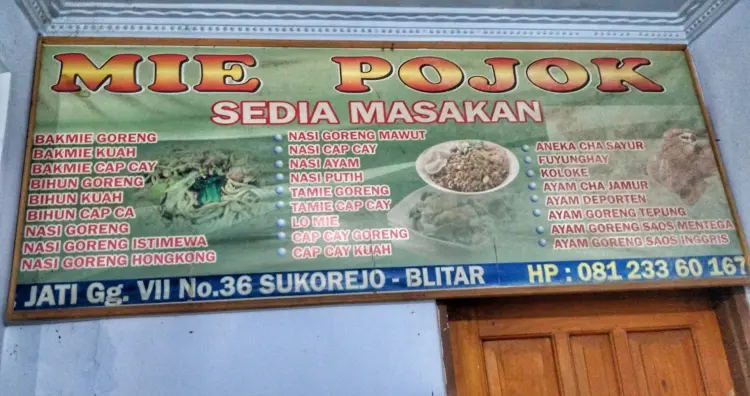 MIE POJOK
SEDIA MASAKAN
BAKMIE GORENG
BAKMIE KUAH
BAKMIE CAP CAY
BIHUN GORENG
BIHUN KUAH
BIHUN CAP CA
NASI GORENG
NASI GORENG ISTIMEWA
NASI GORENG HONGKONG
NASI GORENG MAWUT
NASI CAP CAY
NASI AYAM
NASI PUTIH
TAMIE GORENG
TAMIE CAP CAY
LO MIE
CAP CAY GORENG
CAP CAY KUAH
ANEKA CHA SAYUR
FUYUNGHAY
KOLOKE
AYAM CHA JAMUR
AYAM DEPORTEN
AYAM GORENG TEPUNG
AYAM GORENG SAOS MENTEGA
AYAM GORENG SAOS INGGRIS
JATI Gg. VII No.36 SUKOREJO - BLITAR HP : 081 233 60 167